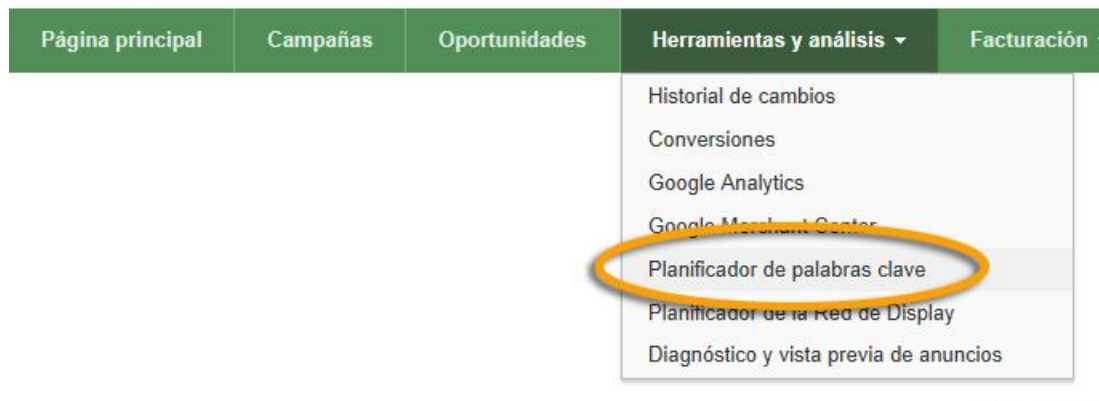 Página principal
Campañas
Oportunidades
Herramientas y análisis
Facturación
Historial de cambios
Conversiones
Google Analytics
Google Merchant Center
Planificador de palabras clave
Planificador de la Red de Display
Diagnóstico y vista previa de anuncios